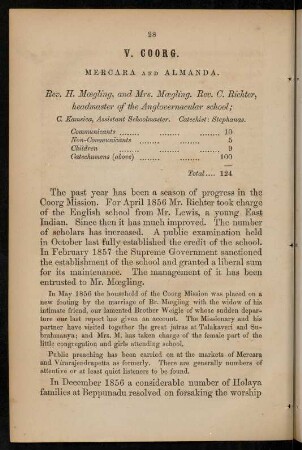 28
V. COORG.
MERCARA AND ALMANDA.
Rev. H. Mœgling, and Mrs. Mœgling. Rev. C. Richter,
headmaster of the Anglovernacular school;
C. Kaundea, Assistant Schoolmaster. Catechist: Stephanas.
Communicants ........ ........ 10
Non-Communicants ...... ........ 5
Children ........ ........ 9
Catechumens (above) ...... ........ 100
Total.... 124
The past year has been a season of progress in the
Coorg Mission. For April 1856 Mr. Richter took charge
of the English school from Mr. Lewis, a young East
Indian. Since then it has much improved. The number
of scholars has increased. A public examination held
in October last fully established the credit of the school.
In February 1857 the Supreme Government sanctioned
the establishment of the school and granted a liberal sum
for its maintenance. The management of it has been
entrusted to Mr. Mœgling.
In May 1856 the household of the Coorg Mission was placed on a
new footing by the marriage of Br. Mœgling with the widow of his
intimate friend, our lamented Brother Weigle of whose sudden depar-
ture our last report has given an account. The Missionary and his
partner have visited together the great jatras at Talakaveri and Su-
brahmanya; and Mrs. M. has taken charge of the female part of the
little congregation and girls attending school.
Public preaching has been carried on at the markets of Mercara
and Virarajendrapetta as formerly. There are generally numbers of
attentive or at least quiet listeners to be found.
In December 1856 a considerable number of Holaya
families at Beppunadu resolved on forsaking the worship